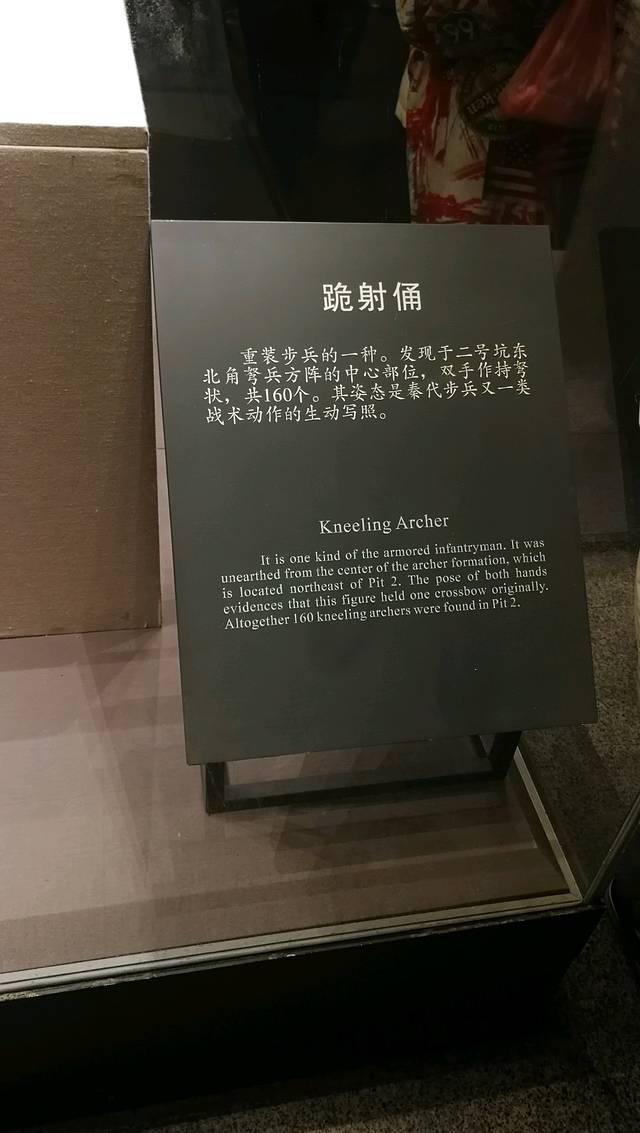 跪射俑
重装步兵的一种。发现于二号坑东
北角弩兵方阵的中心部位，双手作持弩
状，共160个。其姿态是秦代步兵又一类
战术动作的生动写照。
Kneeling Archer
It is one kind of the armored infantryman. It was
unearthed from the center of the archer formation, which
is located northeast of Pit 2. The pose of both hands
evidences that this figure held one crossbow originally.
Altogether 160 kneeling archers were found in Pit 2.